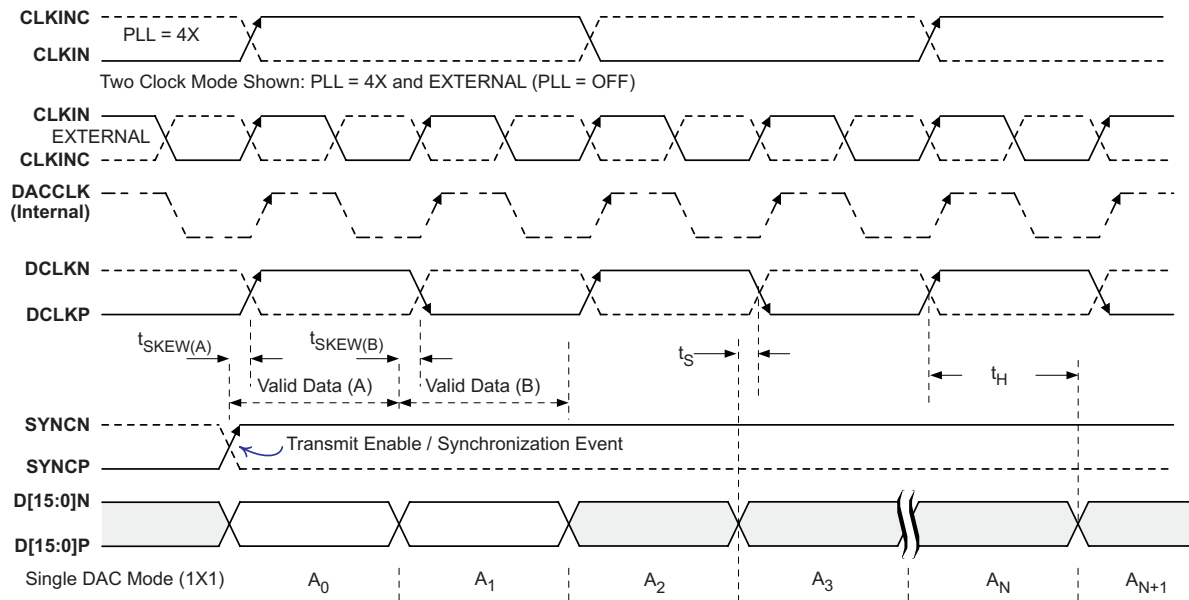 CLKINC
PLL = 4X
CLKIN
Two Clock Mode Shown: PLL = 4X and EXTERNAL (PLL = OFF)
CLKIN
EXTERNAL
CLKINC
DACCLK
(Internal)
DCLKN
DCLKP
tSKEW(A) tSKEW(B) tS tH
Valid Data (A) Valid Data (B)
SYNCN
Transmit Enable / Synchronization Event
SYNCP
D[15:0]N
D[15:0]P
Single DAC Mode (1X1) A0 A1 A2 A3 AN AN+1